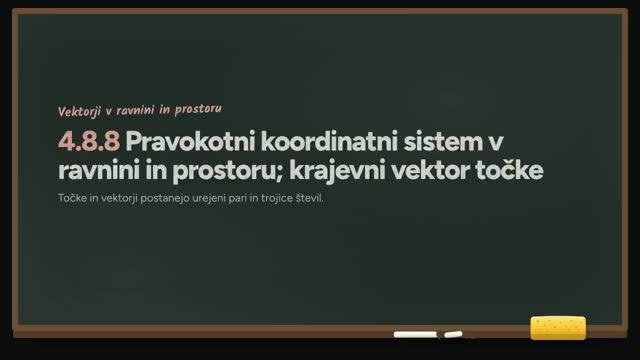 Vektorji v ravnini in prostoru
4.8.8 Pravokotni koordinatni sistem v
ravnini in prostoru; krajevni vektor točke
Točke in vektorji postanejo urejeni pari in trojice števil.